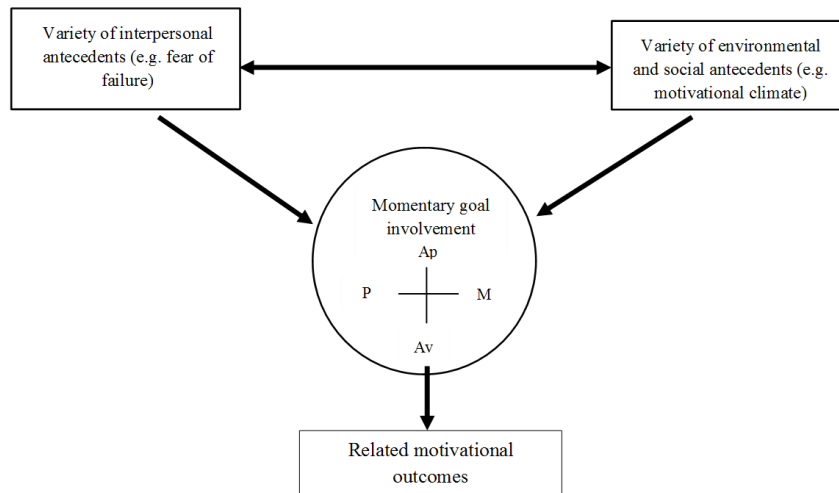 Variety of interpersonal
antecedents (e.g. fear of
failure)
Variety of environmental
and social antecedents (e.g.
motivational climate)
Momentary goal
involvement
Ap
P
M
Av
Related motivational
outcomes